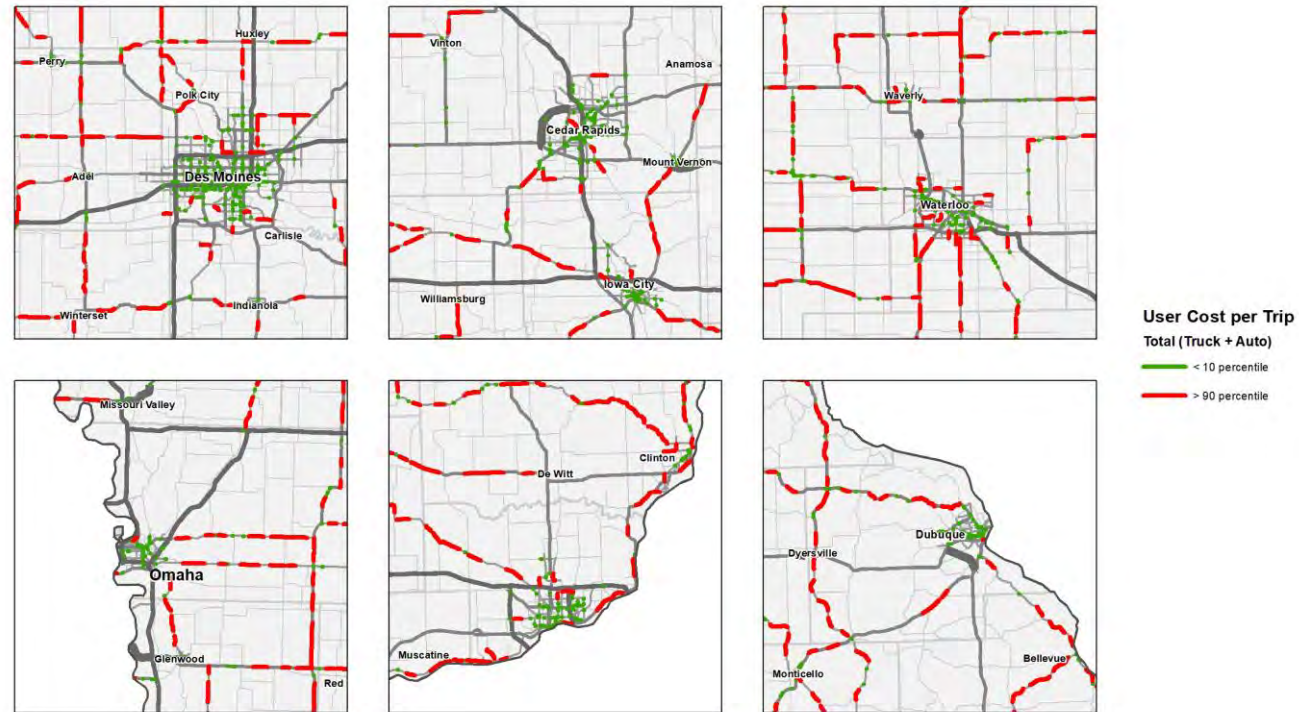 Huxley
Perry
Polk City
Adel
Des Moines
Carlisle
Indianola
Winterset
Vinton
Anamosa
Cedar Rapids
Mount Vernon
Williamsburg
Iowa City
Waverly
Waterloo
User Cost per Trip
Total (Truck + Auto)
< 10 percentile
> 90 percentile
Missouri Valley
Omaha
Glenwood
Red
Clinton
De Witt
Muscatine
Dubuque
Dyersville
Bellevue
Monticello